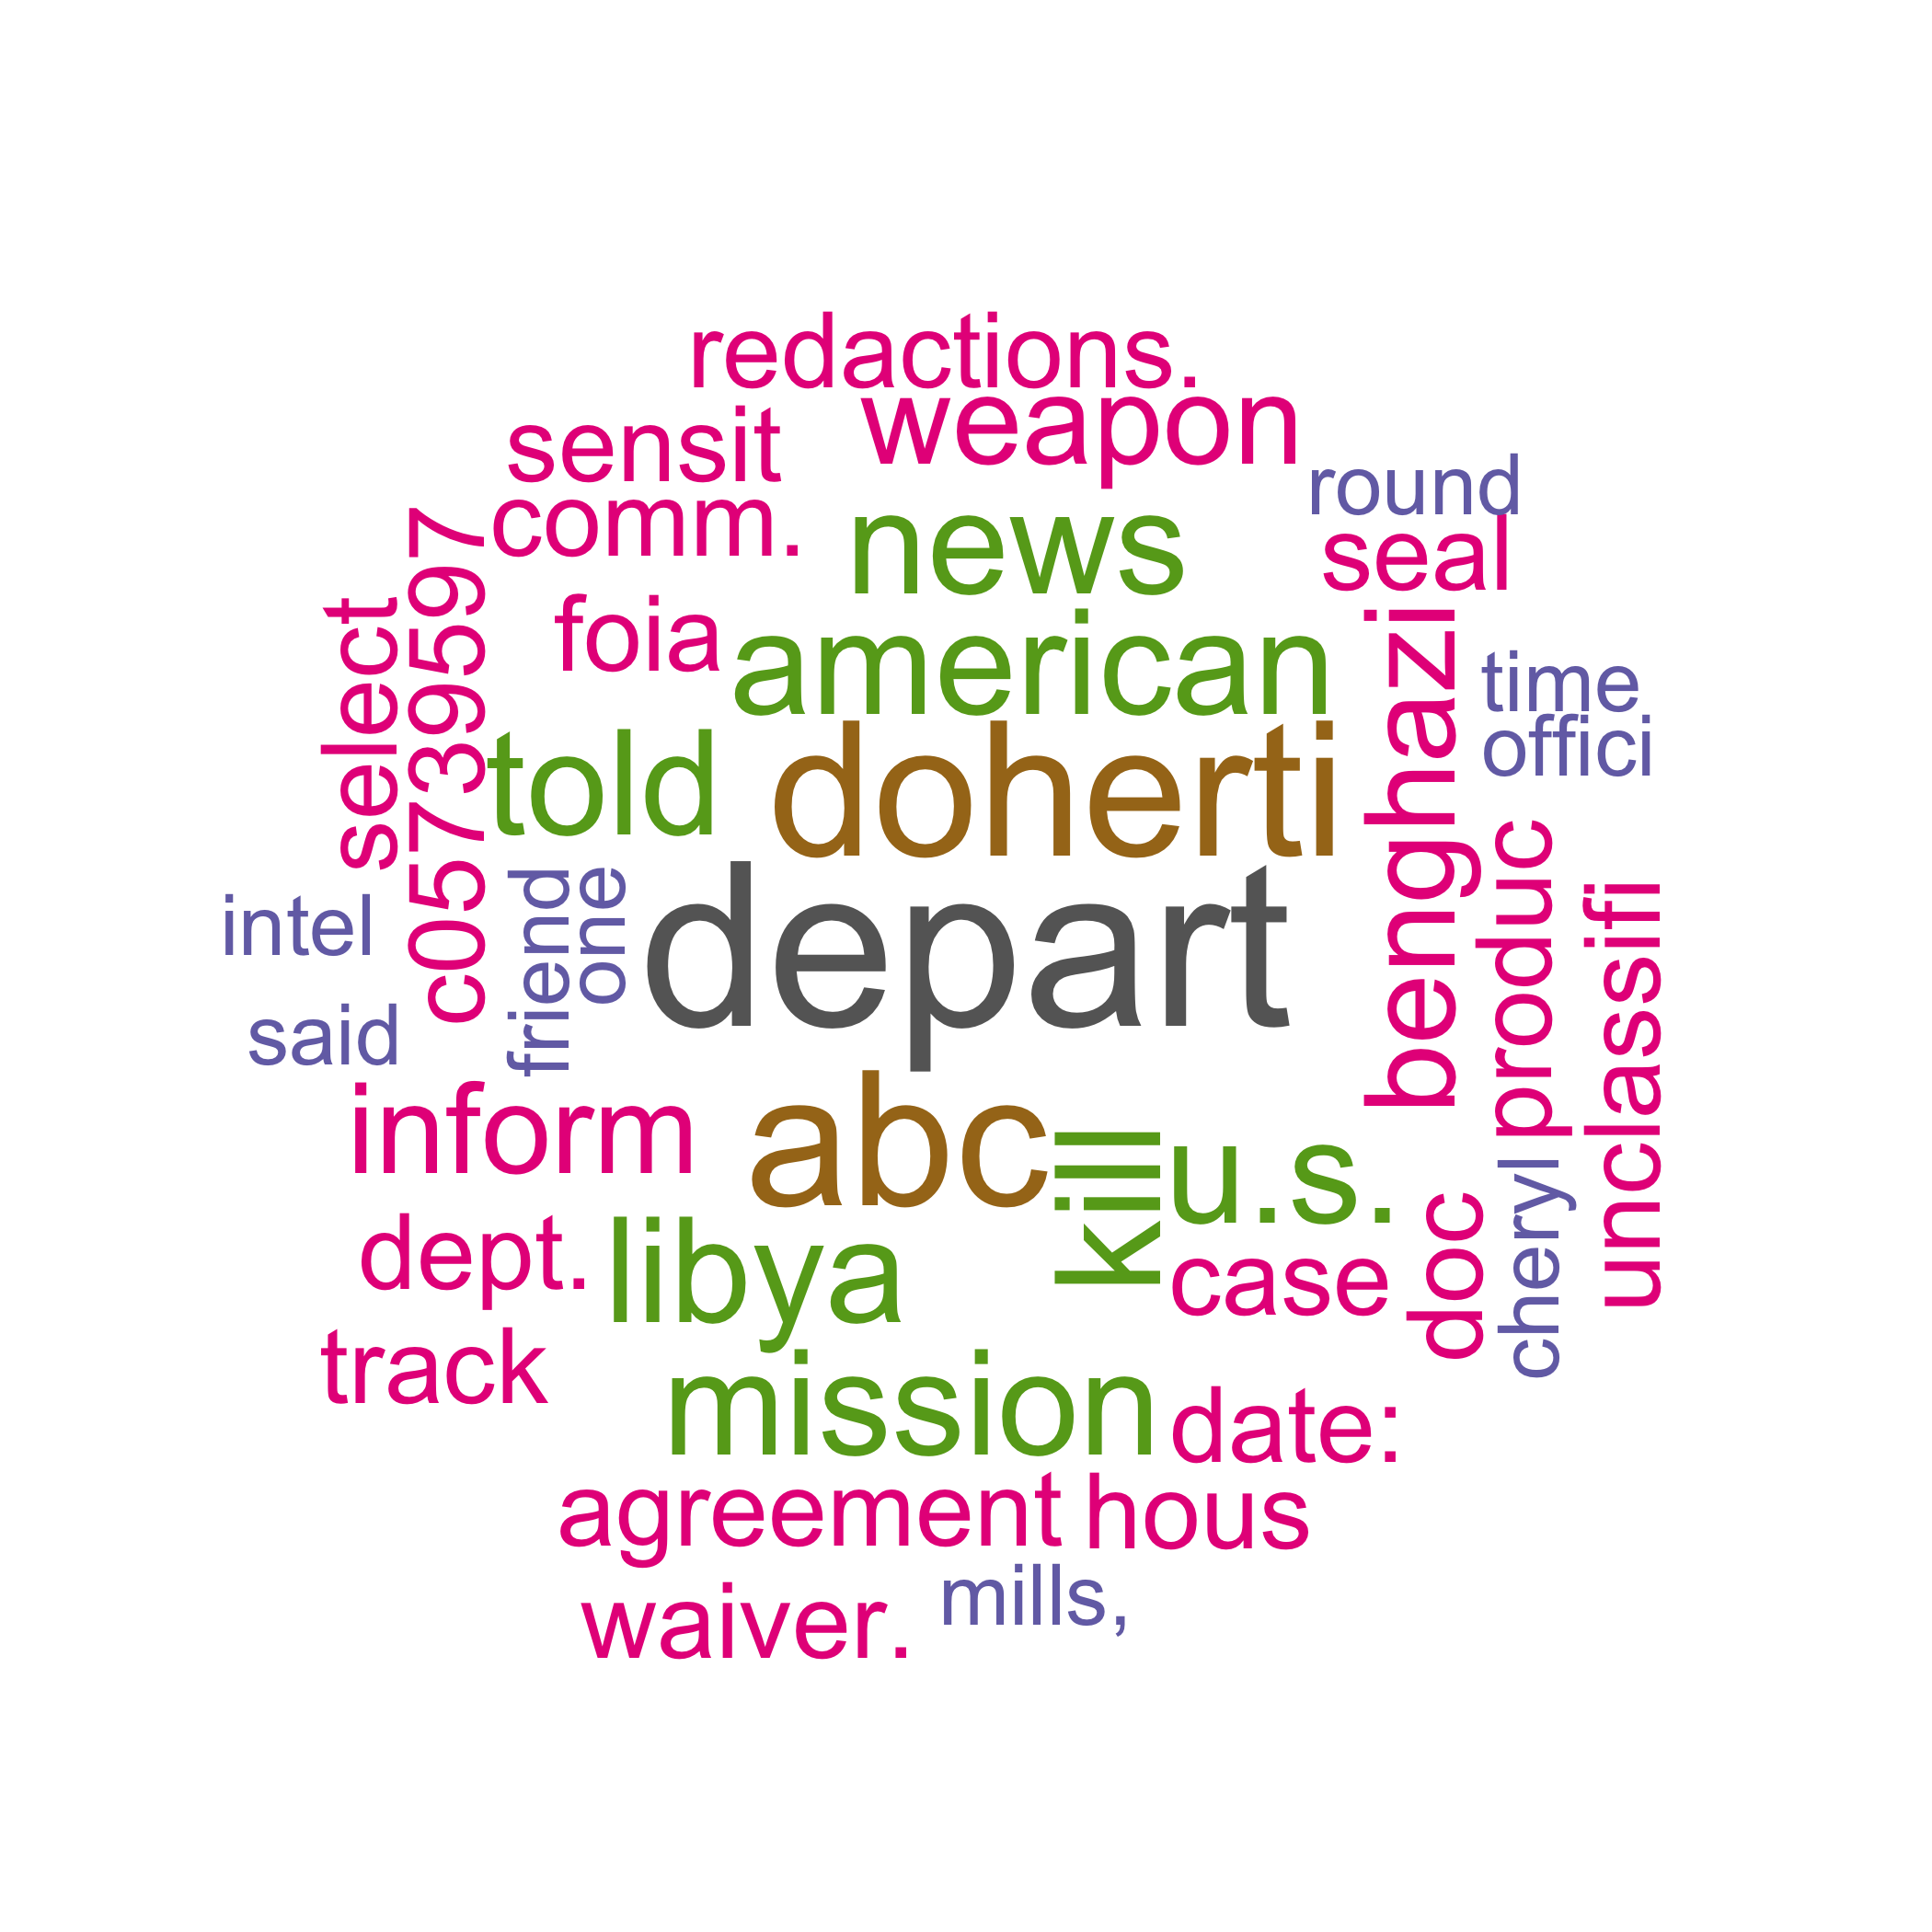 redactions.
weapon
sensit
round
comm.
news
seal
foia
american
select
c05739597
benghazi
time
offici
told
doherti
intel
friend
one
depart
produc
unclassifi
said
inform
abc
kill
u.s.
dept.
libya
case
doc
cheryl
track
mission
date:
agreement
hous
waiver.
mills,